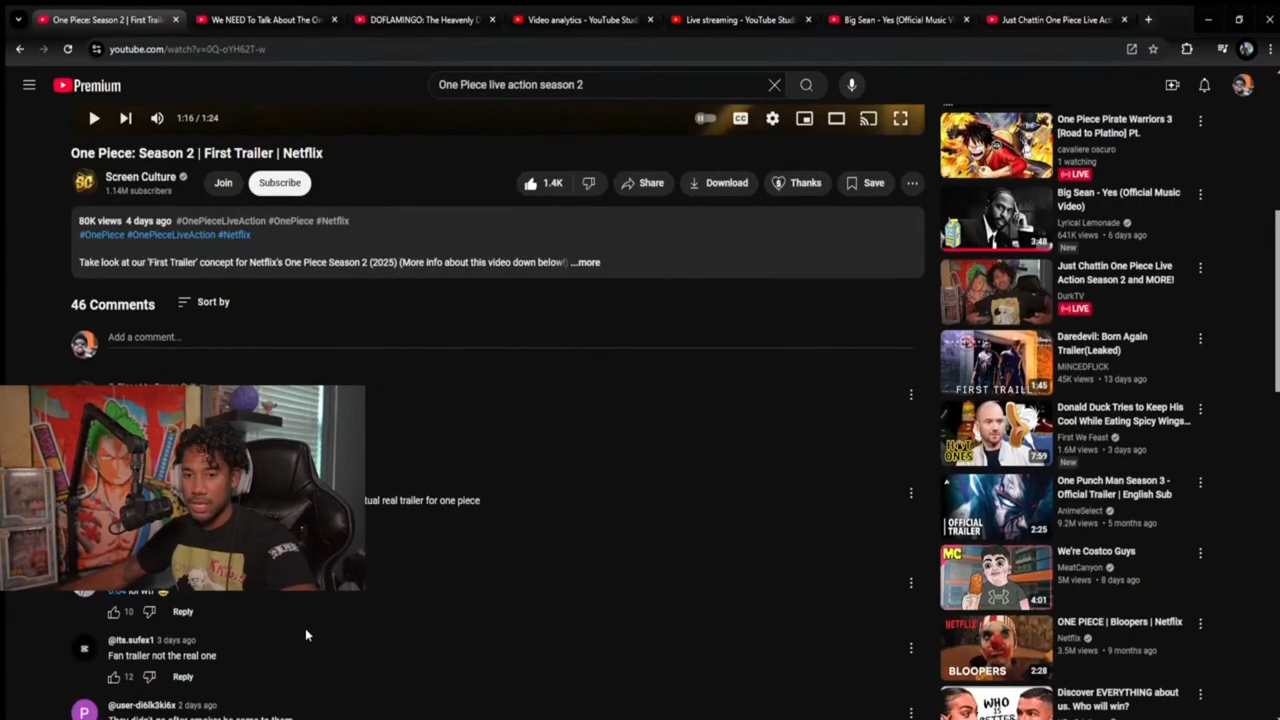 One Piece: Season 2 | First Trail
We NEED To Talk About The On
DOFLAMINGO: The Heavenly D
Video analytics - YouTube Studi
Live streaming - YouTube Studi
Big Sean - Yes (Official Music V
Just Chattin One Piece Live Acti
youtube.com/watch?v=0Q-oYH62T-w
Premium
One Piece live action season 2
1:16 / 1:24
CC
One Piece: Season 2 | First Trailer | Netflix
Screen Culture
1.14M subscribers
Join
Subscribe
1.4K
Share
Download
Thanks
Save
80K views 4 days ago #OnePieceLiveAction #OnePiece #Netflix
#OnePiece #OnePieceLiveAction #Netflix
Take look at our 'First Trailer' concept for Netflix's One Piece Season 2 (2025) (More info about this video down below!) ...more
46 Comments
Sort by
Add a comment...
tual real trailer for one piece
10
Reply
@Its.sufex1 3 days ago
Fan trailer not the real one
12
Reply
@user-di6lk3ki6x 2 days ago
One Piece Pirate Warriors 3
[Road to Platino] Pt.
cavaliere oscuro
1 watching
LIVE
Big Sean - Yes (Official Music
Video)
Lyrical Lemonade
641K views • 6 days ago
New
3:48
Just Chattin One Piece Live
Action Season 2 and MORE!
DurkTV
LIVE
Daredevil: Born Again
Trailer(Leaked)
MINCEDFLICK
45K views • 13 days ago
FIRST TRAIL
1:45
Donald Duck Tries to Keep His
Cool While Eating Spicy Wings...
First We Feast
1.6M views • 3 days ago
New
HOT
ONES
7:59
One Punch Man Season 3 -
Official Trailer | English Sub
AnimeSelect
9.2M views • 5 months ago
OFFICIAL
TRAILER
2:25
We're Costco Guys
MeatCanyon
5M views • 8 days ago
MC
4:01
ONE PIECE | Bloopers | Netflix
Netflix
3.5M views • 9 months ago
NETFLIX
BLOOPERS
2:28
Discover EVERYTHING about
us. Who will win?
WHO
IS